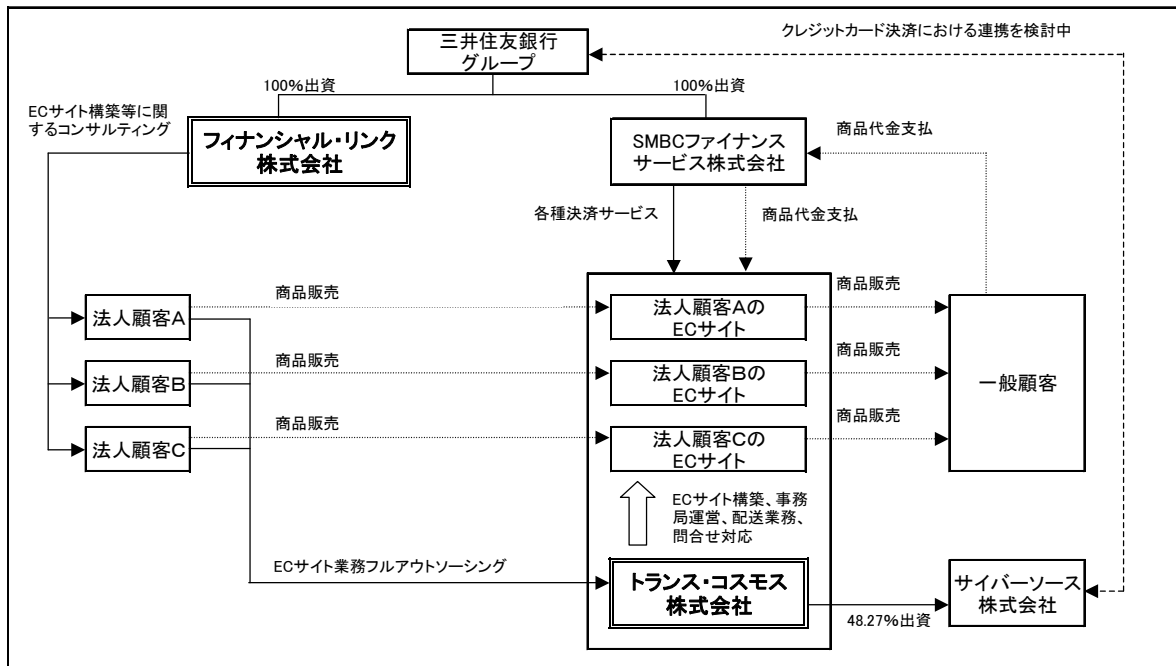 クレジットカード決済における連携を検討中
三井住友銀行
グループ
100%出資
100%出資
ECサイト構築等に関
するコンサルティング
フィナンシャル・リンク
株式会社
SMBCファイナンス
サービス株式会社
商品代金支払
各種決済サービス
商品代金支払
商品販売
商品販売
法人顧客A
法人顧客Aの
ECサイト
商品販売
商品販売
法人顧客B
法人顧客Bの
ECサイト
一般顧客
商品販売
商品販売
法人顧客C
法人顧客Cの
ECサイト
ECサイト構築、事務
局運営、配送業務、
問合せ対応
ECサイト業務フルアウトソーシング
トランス・コスモス
株式会社
48.27%出資
サイバーソース
株式会社